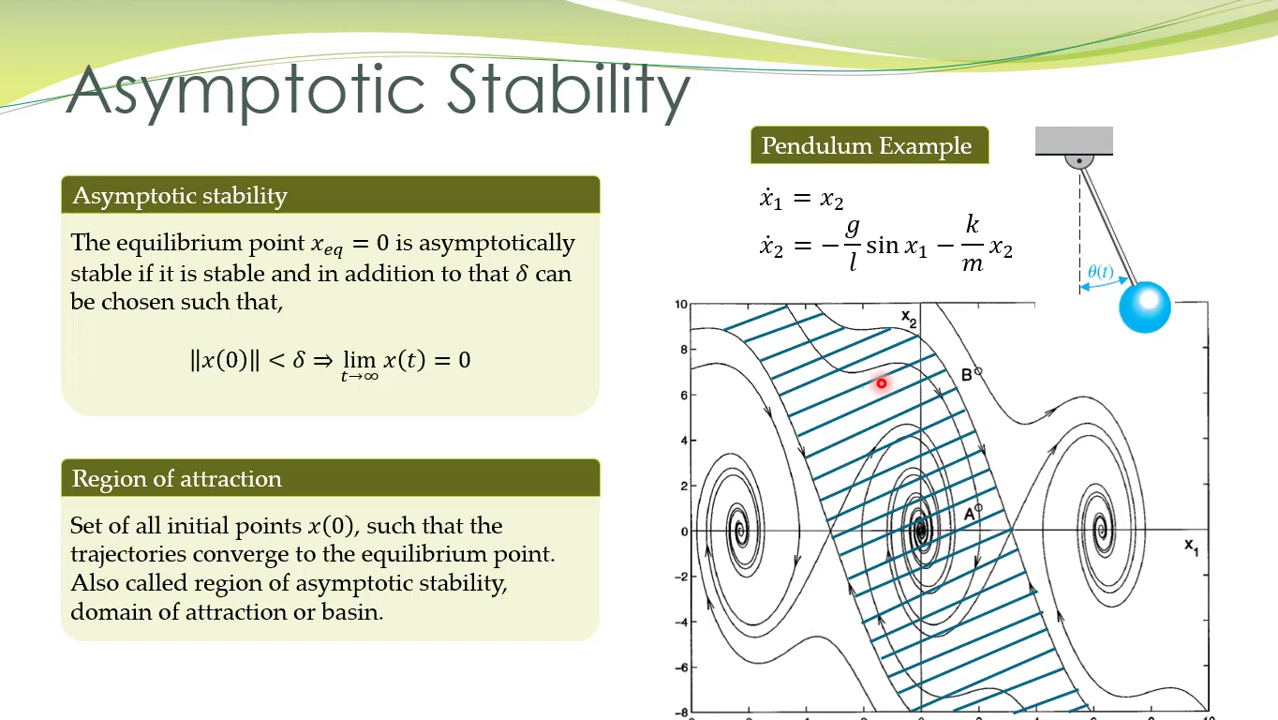 Asymptotic Stability
Asymptotic stability
The equilibrium point x_eq = 0 is asymptotically
stable if it is stable and in addition to that δ can
be chosen such that,
‖x(0)‖ < δ ⇒ lim_{t→∞} x(t) = 0
Region of attraction
Set of all initial points x(0), such that the
trajectories converge to the equilibrium point.
Also called region of asymptotic stability,
domain of attraction or basin.
Pendulum Example
ẋ₁ = x₂
ẋ₂ = −g/l sin x₁ − k/m x₂
θ(t)
10
8
6
4
2
0
−2
−4
−6
−8
x₂
B
A
x₁